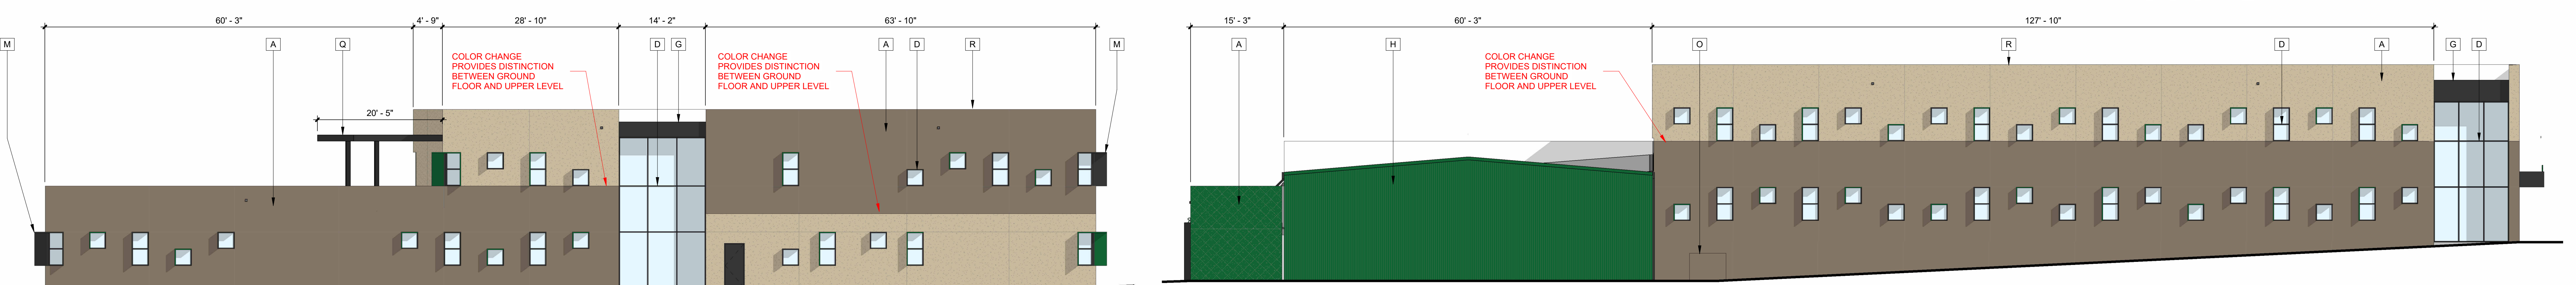 60' - 3"
4' - 9"
28' - 10"
14' - 2"
63' - 10"
15' - 3"
60' - 3"
127' - 10"
M
A
Q
D
G
A
D
R
M
A
H
O
R
D
A
G
D
COLOR CHANGE
PROVIDES DISTINCTION
BETWEEN GROUND
FLOOR AND UPPER LEVEL
COLOR CHANGE
PROVIDES DISTINCTION
BETWEEN GROUND
FLOOR AND UPPER LEVEL
COLOR CHANGE
PROVIDES DISTINCTION
BETWEEN GROUND
FLOOR AND UPPER LEVEL
20' - 5"